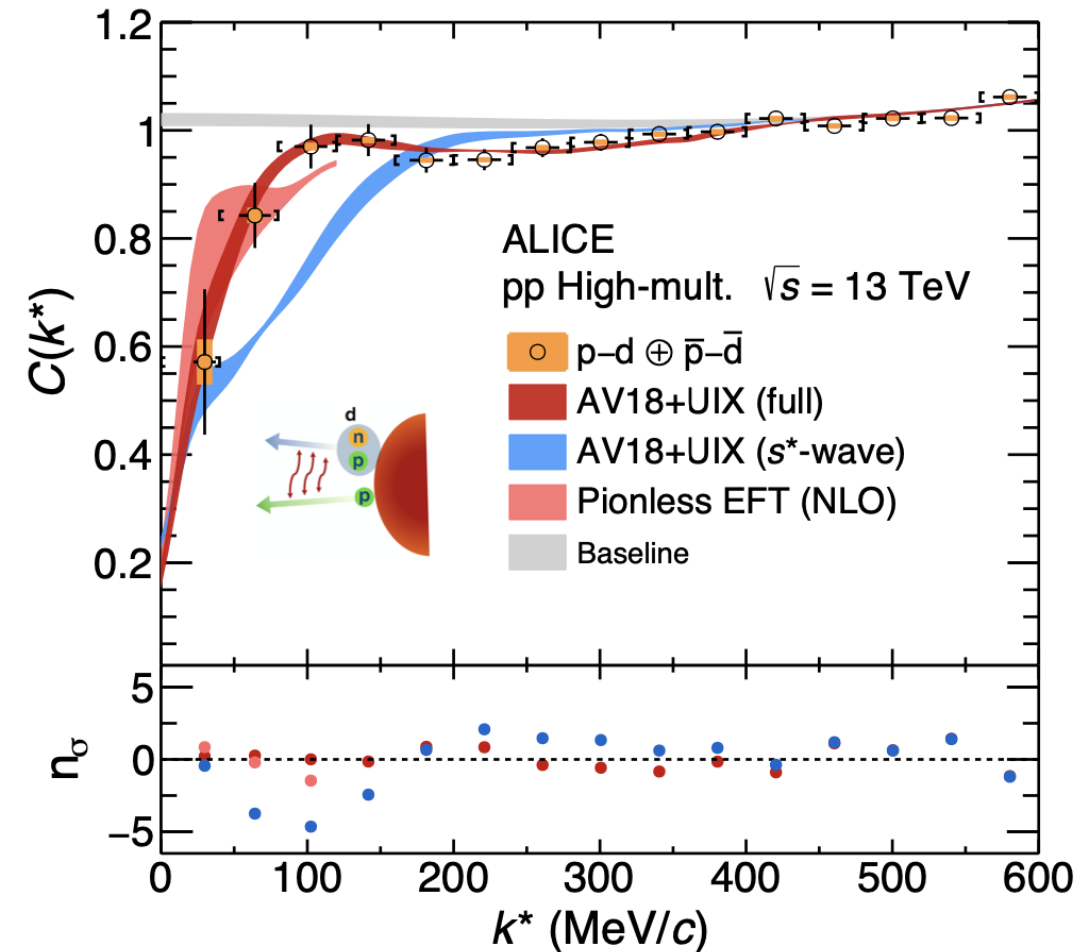 1.2
1
0.8
0.6
0.4
0.2
C(k*)
ALICE
pp High-mult. √s = 13 TeV
p–d ⊕ p̅–d̅
AV18+UIX (full)
AV18+UIX (s*-wave)
Pionless EFT (NLO)
Baseline
d
n
p
p
5
0
−5
nσ
0 100 200 300 400 500 600
k* (MeV/c)